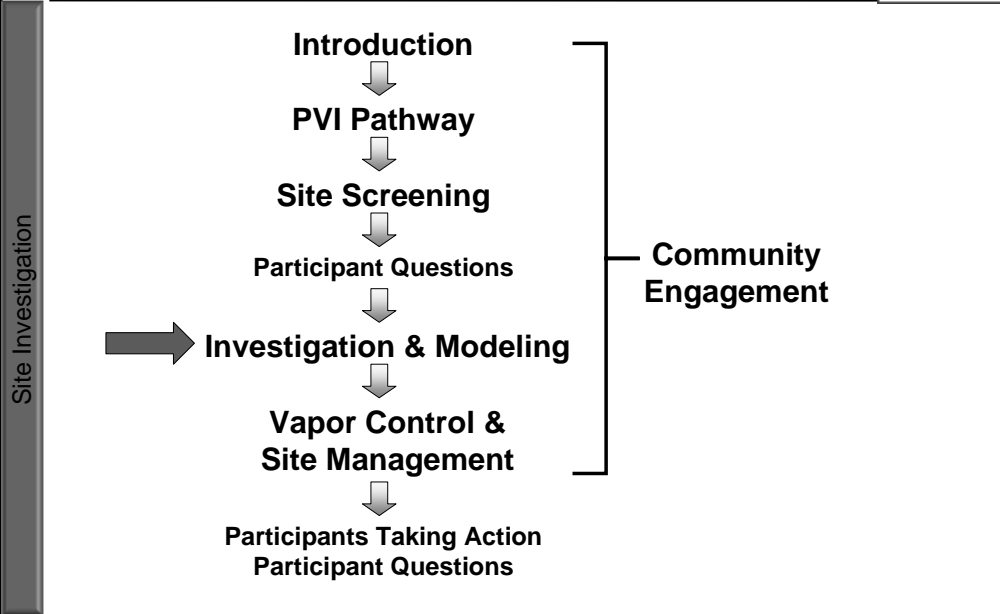 Site Investigation
Introduction
PVI Pathway
Site Screening
Participant Questions
Investigation & Modeling
Vapor Control &
Site Management
Participants Taking Action
Participant Questions
Community
Engagement